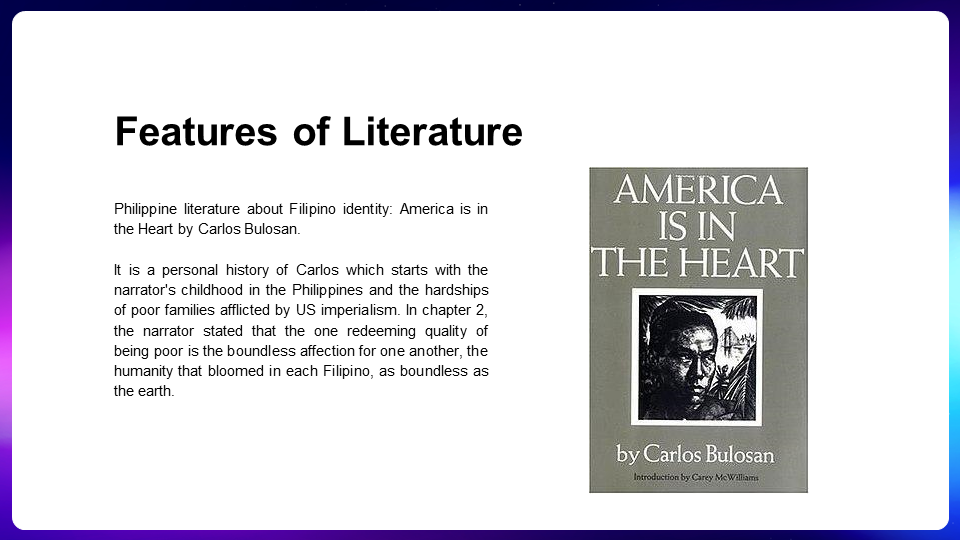 Features of Literature
Philippine literature about Filipino identity: America is in
the Heart by Carlos Bulosan.
It is a personal history of Carlos which starts with the
narrator's childhood in the Philippines and the hardships
of poor families afflicted by US imperialism. In chapter 2,
the narrator stated that the one redeeming quality of
being poor is the boundless affection for one another, the
humanity that bloomed in each Filipino, as boundless as
the earth.
AMERICA
IS IN
THE HEART
by Carlos Bulosan
Introduction by Carey McWilliams